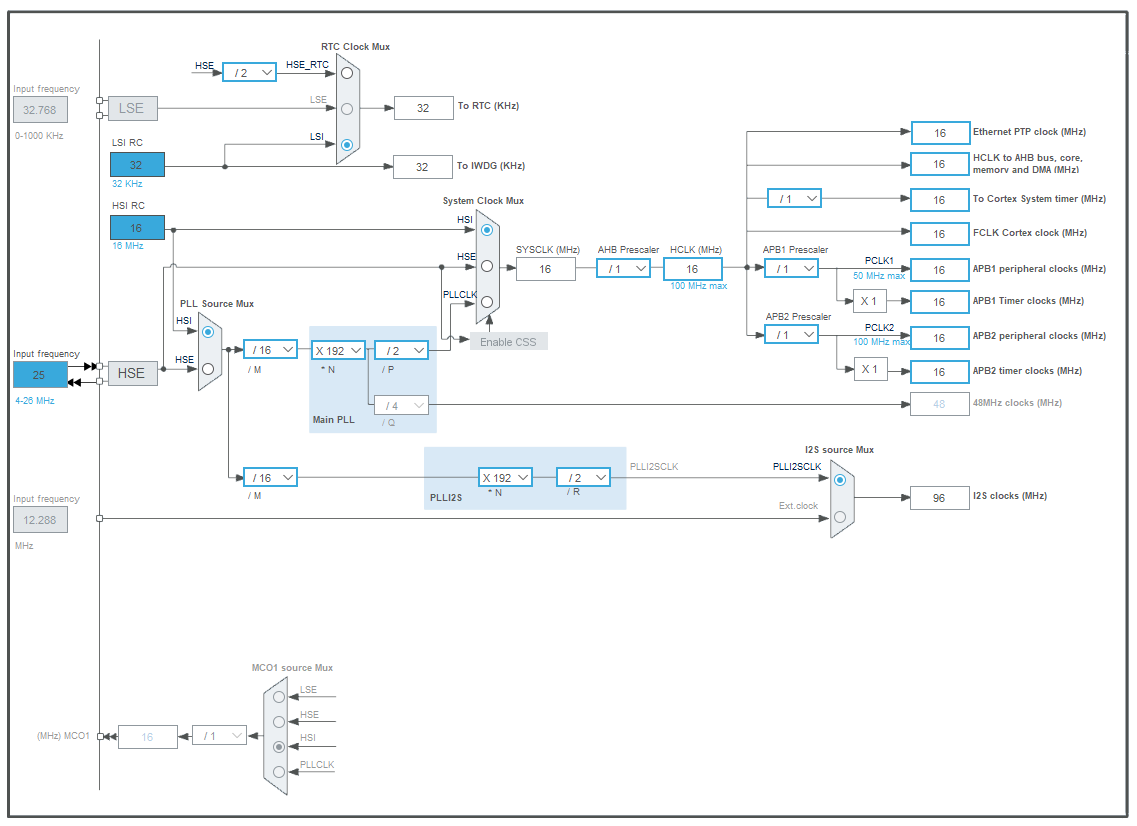 RTC Clock Mux
HSE
/ 2
HSE_RTC
Input frequency
32.768
0-1000 KHz
LSE
LSE
32
To RTC (KHz)
LSI RC
32
32 KHz
LSI
32
To IWDG (KHz)
HSI RC
16
16 MHz
System Clock Mux
HSI
HSE
PLLCLK
SYSCLK (MHz)
16
AHB Prescaler
/ 1
HCLK (MHz)
16
100 MHz max
Enable CSS
16
Ethernet PTP clock (MHz)
16
HCLK to AHB bus, core,
memory and DMA (MHz)
/ 1
16
To Cortex System timer (MHz)
16
FCLK Cortex clock (MHz)
APB1 Prescaler
/ 1
PCLK1
50 MHz max
16
APB1 peripheral clocks (MHz)
X 1
16
APB1 Timer clocks (MHz)
APB2 Prescaler
/ 1
PCLK2
100 MHz max
16
APB2 peripheral clocks (MHz)
X 1
16
APB2 timer clocks (MHz)
48
48MHz clocks (MHz)
PLL Source Mux
HSI
HSE
Input frequency
25
4-26 MHz
HSE
/ 16
/ M
X 192
* N
/ 2
/ P
/ 4
/ Q
Main PLL
/ 16
/ M
X 192
* N
/ 2
/ R
PLLI2S
PLLI2SCLK
I2S source Mux
PLLI2SCLK
Ext.clock
96
I2S clocks (MHz)
Input frequency
12.288
MHz
MCO1 source Mux
LSE
HSE
HSI
PLLCLK
(MHz) MCO1
16
/ 1